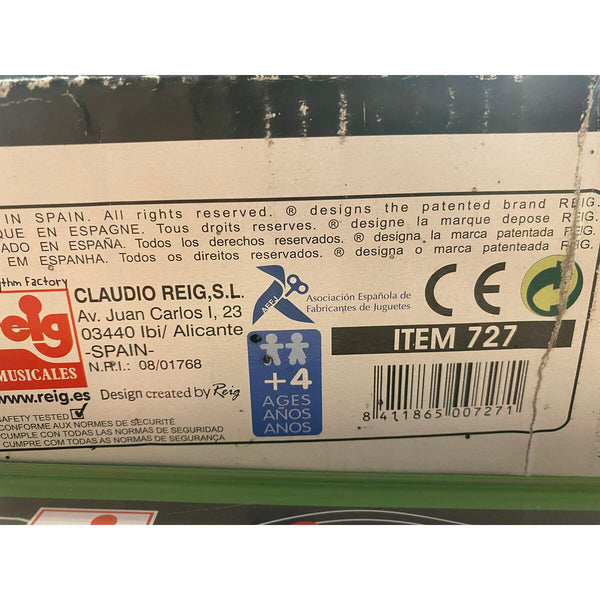 IN SPAIN. All rights reserved. ® designs the patented brand REIG.
QUE EN ESPAGNE. Tous droits reserves. ® designe la marque depose REIG.
ADO EN ESPAÑA. Todos los derechos reservados. ® designa la marca patentada REIG.
EM ESPANHA. Todos os direitos reservados. ® designa o marca patenteada REIG.
ythm Factory
reig
MUSICALES
www.reig.es
CLAUDIO REIG,S.L.
Av. Juan Carlos I, 23
03440 Ibi/ Alicante
-SPAIN-
N.R.I.: 08/01768
Design created by Reig
SAFETY TESTED
CONFORME AUX NORMES DE SÉCURITÉ
CUMPLE CON TODAS LAS NORMAS DE SEGURIDAD
CUMPRE COM TODAS AS NORMAS DE SEGURANÇA
AEFJ
Asociación Española de
Fabricantes de Juguetes
+4
AGES
AÑOS
ANOS
CE
ITEM 727
8 411865 007271